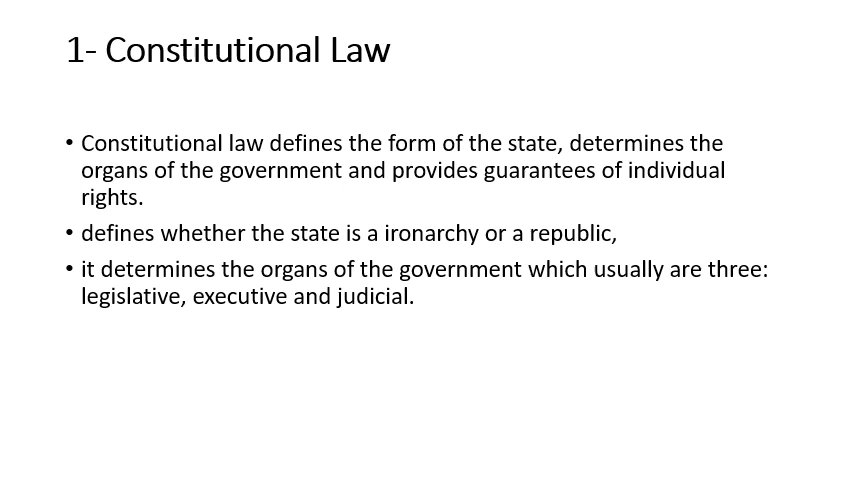 1- Constitutional Law
• Constitutional law defines the form of the state, determines the
organs of the government and provides guarantees of individual
rights.
• defines whether the state is a ironarchy or a republic,
• it determines the organs of the government which usually are three:
legislative, executive and judicial.